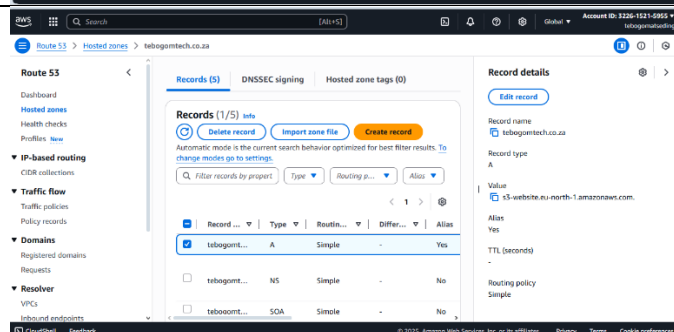 aws
Search
[Alt+S]
Global
Account ID: 3226-1521-5955
tebogomatseding
Route 53 > Hosted zones > tebogomtech.co.za
Route 53
Dashboard
Hosted zones
Health checks
Profiles New
IP-based routing
CIDR collections
Traffic flow
Traffic policies
Policy records
Domains
Registered domains
Requests
Resolver
VPCs
Inbound endpoints
Records (5)
DNSSEC signing
Hosted zone tags (0)
Records (1/5) Info
Delete record
Import zone file
Create record
Automatic mode is the current search behavior optimized for best filter results. To
change modes go to settings.
Filter records by propert
Type
Routing p...
Alias
1
Record ... Type Routin... Differ... Alias
tebogomt... A Simple - Yes
tebogomt... NS Simple - No
tebogomt... SOA Simple - No
Record details
Edit record
Record name
tebogomtech.co.za
Record type
A
Value
s3-website.eu-north-1.amazonaws.com.
Alias
Yes
TTL (seconds)
-
Routing policy
Simple
CloudShell Feedback
© 2025, Amazon Web Services, Inc. or its affiliates. Privacy Terms Cookie preferences